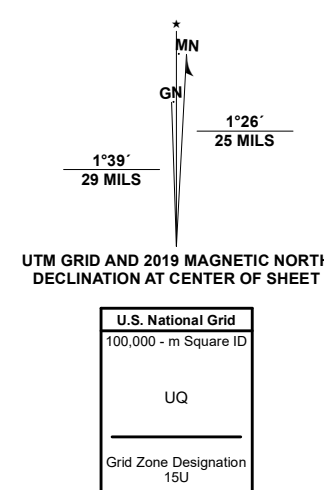 ★
MN
GN
1°26´
25 MILS
1°39´
29 MILS
UTM GRID AND 2019 MAGNETIC NORTH
DECLINATION AT CENTER OF SHEET
U.S. National Grid
100,000 - m Square ID
UQ
Grid Zone Designation
15U